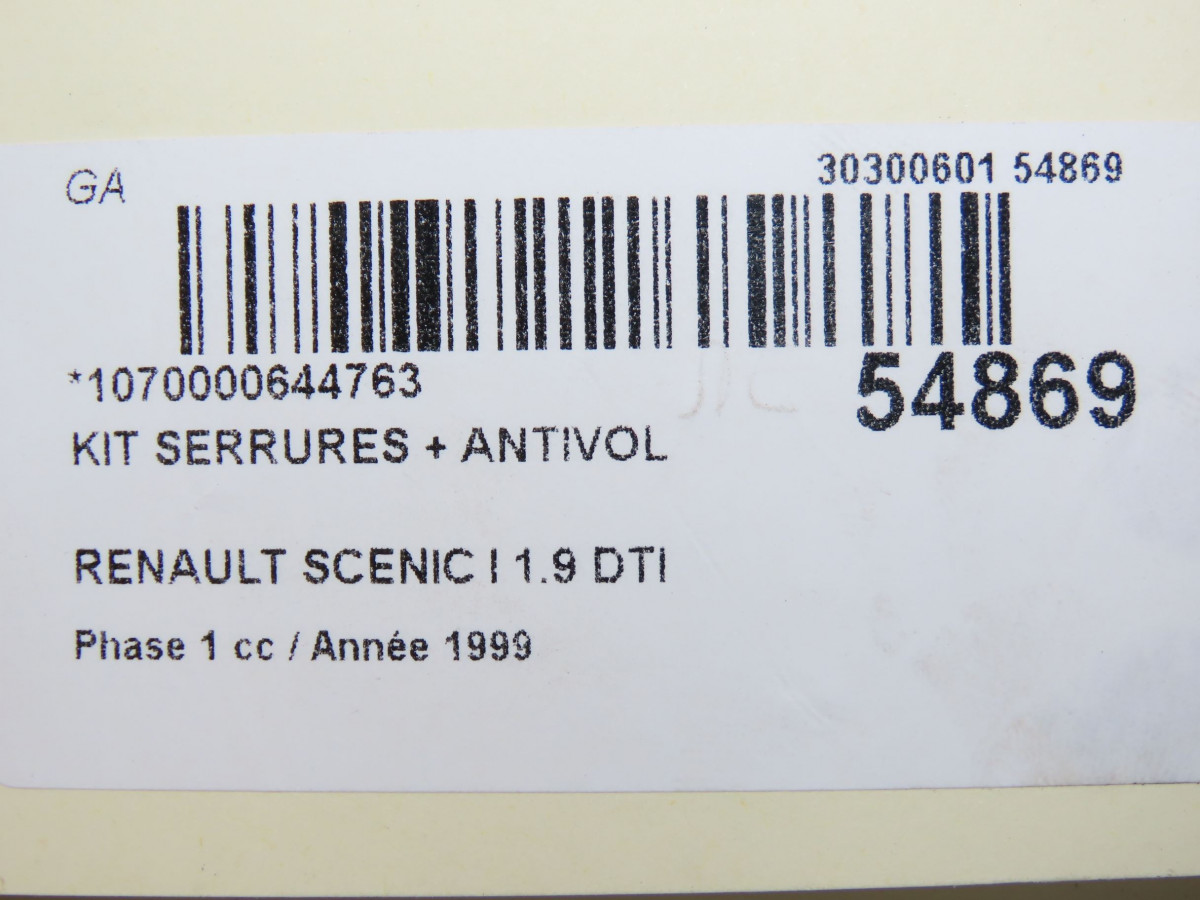 GA
30300601 54869
*1070000644763
54869
KIT SERRURES + ANTIVOL
RENAULT SCENIC I 1.9 DTI
Phase 1 cc / Année 1999